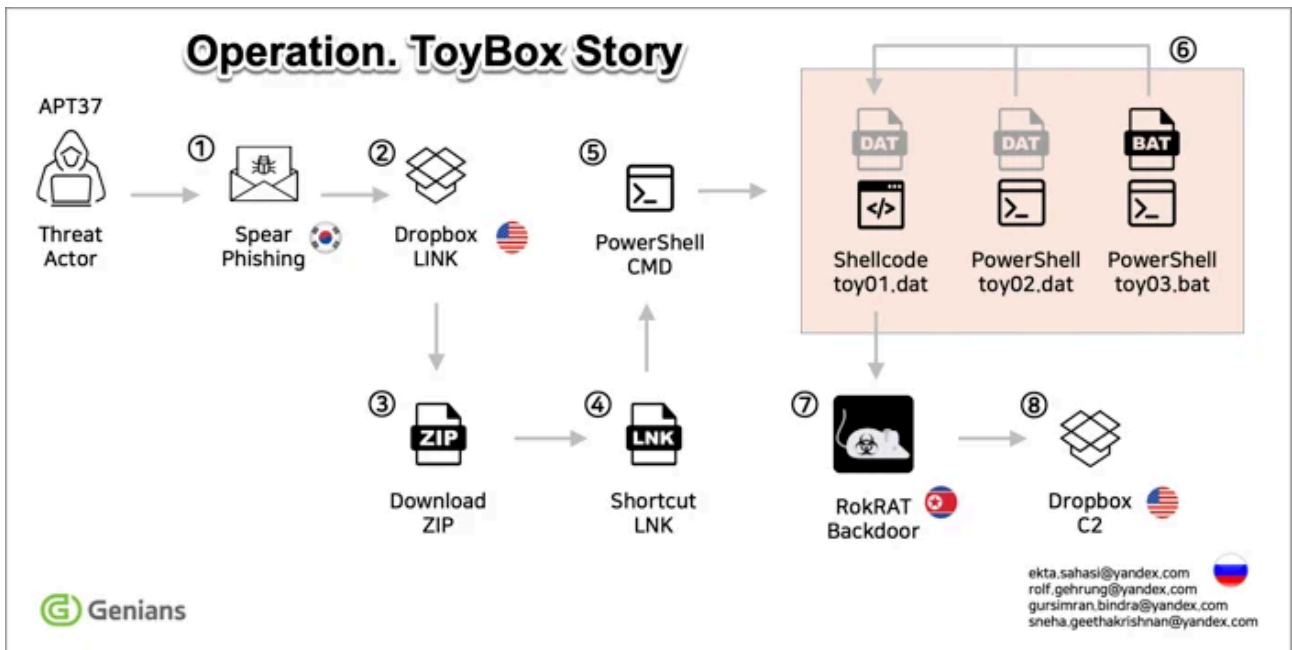 Operation. ToyBox Story
APT37
Threat
Actor
①
Spear
Phishing
②
Dropbox
LINK
③
ZIP
Download
ZIP
④
LNK
Shortcut
LNK
⑤
PowerShell
CMD
⑥
DAT
</>
Shellcode
toy01.dat
DAT
PowerShell
toy02.dat
BAT
PowerShell
toy03.bat
⑦
RokRAT
Backdoor
⑧
Dropbox
C2
ekta.sahasi@yandex.com
rolf.gehrung@yandex.com
gursimran.bindra@yandex.com
sneha.geethakrishnan@yandex.com
Genians